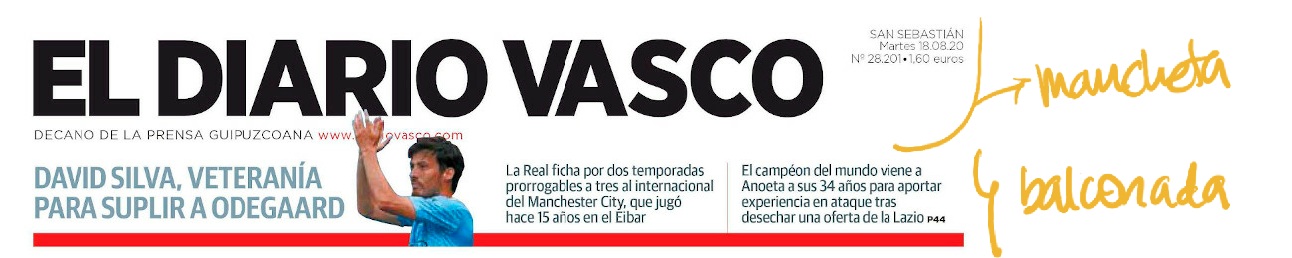 EL DIARIO VASCO
SAN SEBASTIÁN
Martes 18.08.20
Nº 28.201•1,60 euros
DECANO DE LA PRENSA GUIPUZCOANA www. ovasco.com
mancheta
DAVID SILVA, VETERANÍA
PARA SUPLIR A ODEGAARD
La Real ficha por dos temporadas
prorrogables a tres al internacional
del Manchester City, que jugó
hace 15 años en el Eibar
El campéon del mundo viene a
Anoeta a sus 34 años para aportar
experiencia en ataque tras
desechar una oferta de la Lazio P44
balconada